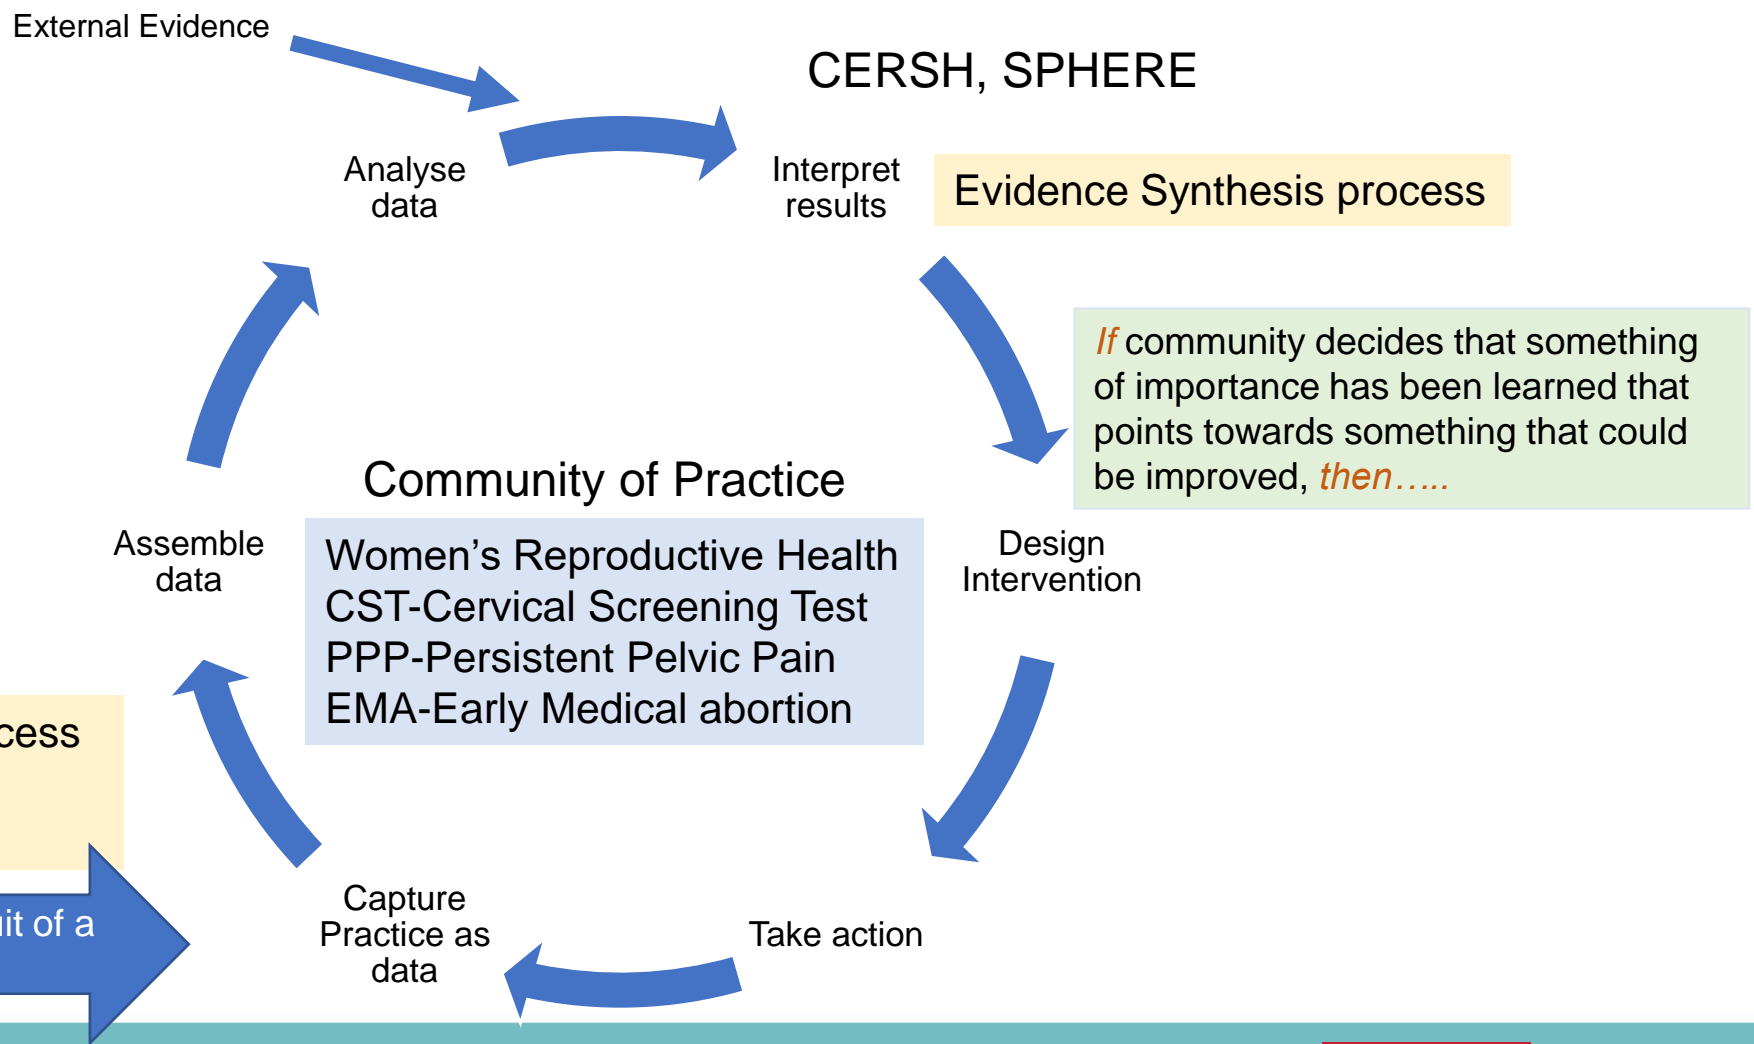 External Evidence
CERSH, SPHERE
Analyse
data
Interpret
results
Evidence Synthesis process
If community decides that something
of importance has been learned that
points towards something that could
be improved, then…..
Community of Practice
Women’s Reproductive Health
CST-Cervical Screening Test
PPP-Persistent Pelvic Pain
EMA-Early Medical abortion
Assemble
data
Design
Intervention
of a
Capture
Practice as
data
Take action